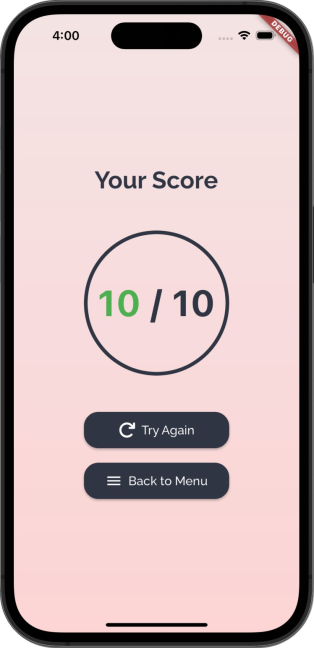 4:00
DEBUG
Your Score
10 / 10
Try Again
Back to Menu